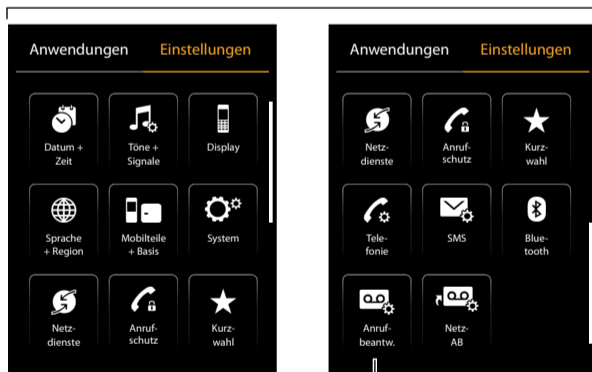 Anwendungen Einstellungen
Datum +
Zeit
Töne +
Signale
Display
Sprache
+ Region
Mobilteile
+ Basis
System
Netz-
dienste
Anruf-
schutz
Kurz-
wahl
Anwendungen Einstellungen
Netz-
dienste
Anruf-
schutz
Kurz-
wahl
Tele-
fonie
SMS
Blue-
tooth
Anruf-
beantw.
Netz-
AB